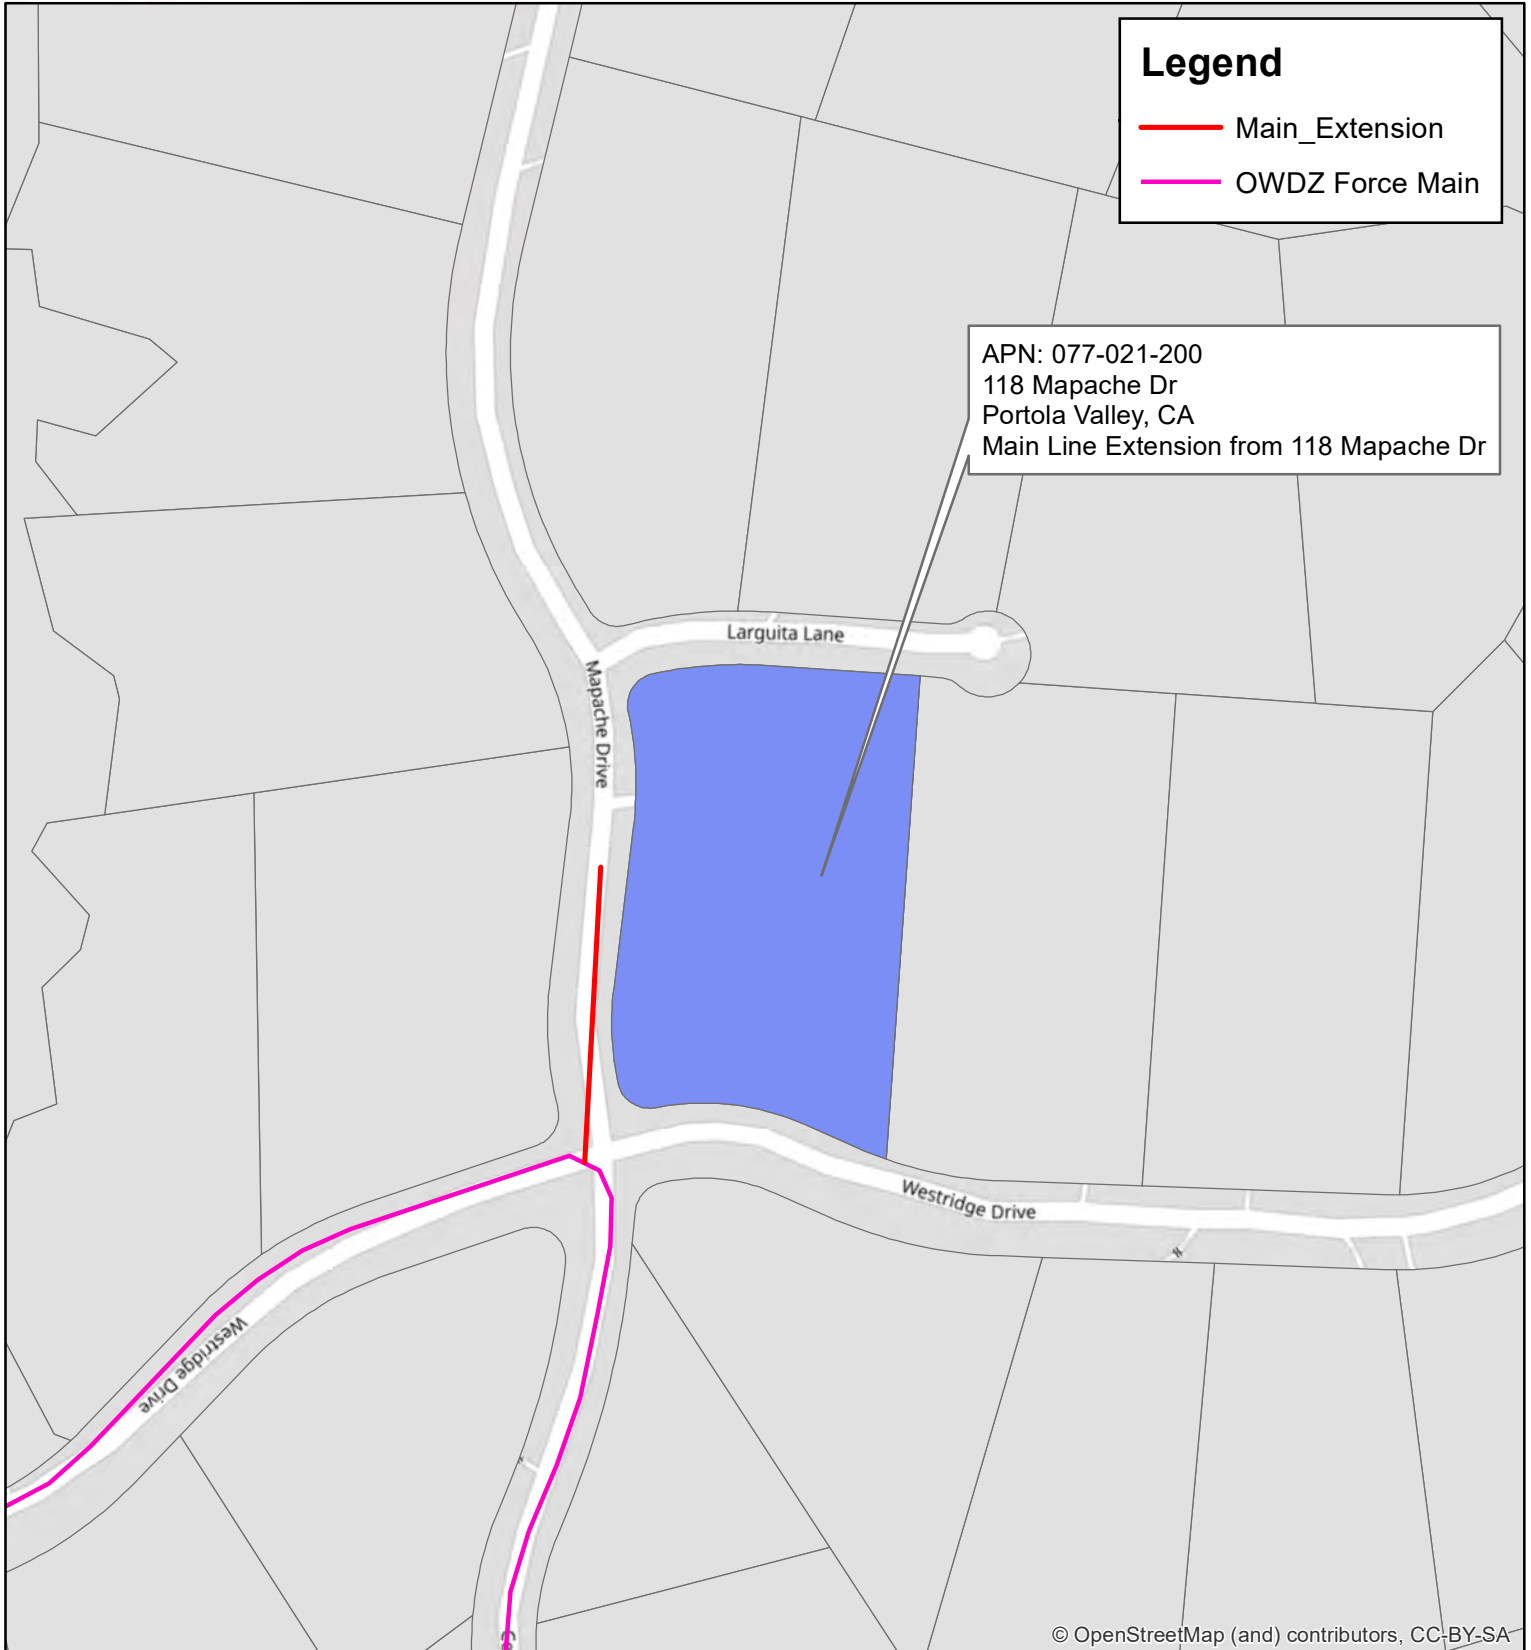 Legend
Main_Extension
OWDZ Force Main
APN: 077-021-200
118 Mapache Dr
Portola Valley, CA
Main Line Extension from 118 Mapache Dr
Larguita Lane
Mapache Drive
Westridge Drive
Westridge Drive
© OpenStreetMap (and) contributors, CC-BY-SA